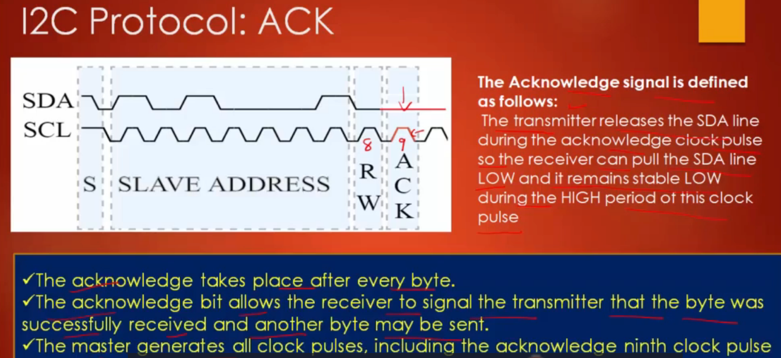 I2C Protocol: ACK
SDA
SCL
8
9
S
SLAVE ADDRESS
R
W
A
C
K
The Acknowledge signal is defined
as follows:
The transmitter releases the SDA line
during the acknowledge clock pulse
so the receiver can pull the SDA line
LOW and it remains stable LOW
during the HIGH period of this clock
pulse
✓The acknowledge takes place after every byte.
✓The acknowledge bit allows the receiver to signal the transmitter that the byte was
successfully received and another byte may be sent.
✓The master generates all clock pulses, including the acknowledge ninth clock pulse